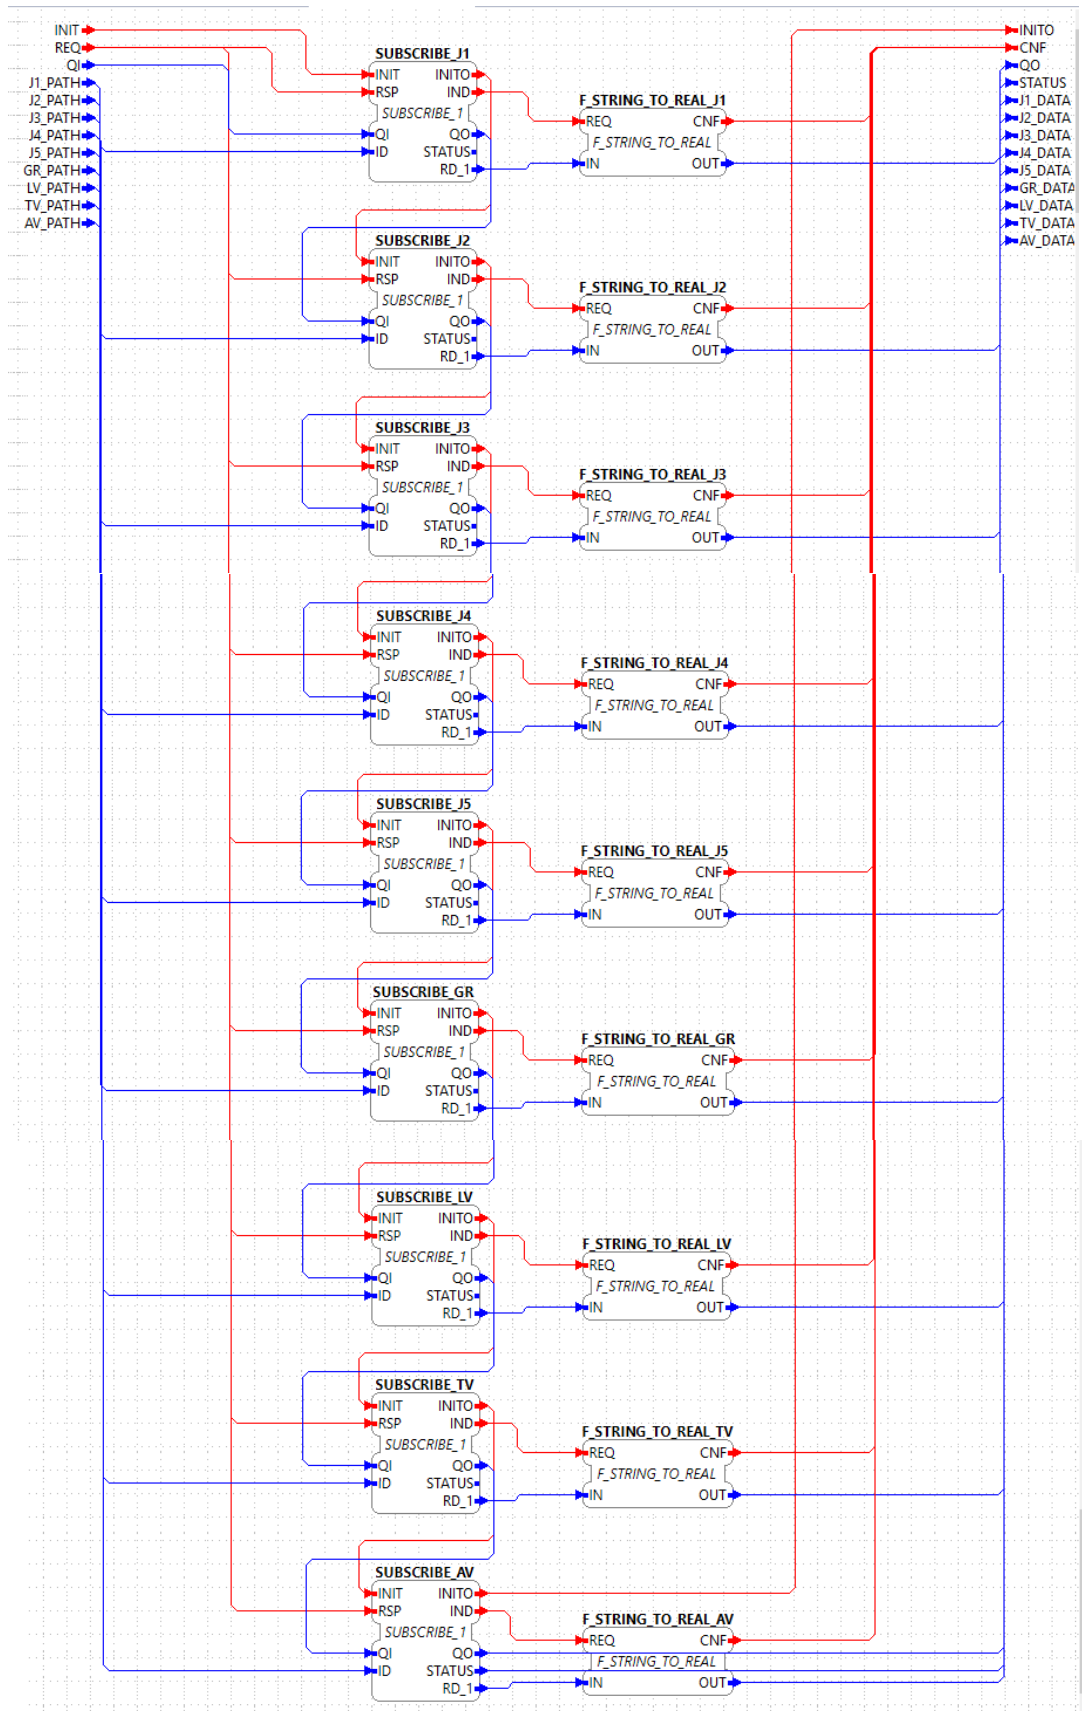 INIT
REQ
QI
J1_PATH
J2_PATH
J3_PATH
J4_PATH
J5_PATH
GR_PATH
LV_PATH
TV_PATH
AV_PATH
INITO
CNF
QO
STATUS
J1_DATA
J2_DATA
J3_DATA
J4_DATA
J5_DATA
GR_DATA
LV_DATA
TV_DATA
AV_DATA
SUBSCRIBE_J1
INIT INITO
RSP IND
SUBSCRIBE_1
QI QO
ID STATUS
RD_1
F_STRING_TO_REAL_J1
REQ CNF
F_STRING_TO_REAL
IN OUT
SUBSCRIBE_J2
INIT INITO
RSP IND
SUBSCRIBE_1
QI QO
ID STATUS
RD_1
F_STRING_TO_REAL_J2
REQ CNF
F_STRING_TO_REAL
IN OUT
SUBSCRIBE_J3
INIT INITO
RSP IND
SUBSCRIBE_1
QI QO
ID STATUS
RD_1
F_STRING_TO_REAL_J3
REQ CNF
F_STRING_TO_REAL
IN OUT
SUBSCRIBE_J4
INIT INITO
RSP IND
SUBSCRIBE_1
QI QO
ID STATUS
RD_1
F_STRING_TO_REAL_J4
REQ CNF
F_STRING_TO_REAL
IN OUT
SUBSCRIBE_J5
INIT INITO
RSP IND
SUBSCRIBE_1
QI QO
ID STATUS
RD_1
F_STRING_TO_REAL_J5
REQ CNF
F_STRING_TO_REAL
IN OUT
SUBSCRIBE_GR
INIT INITO
RSP IND
SUBSCRIBE_1
QI QO
ID STATUS
RD_1
F_STRING_TO_REAL_GR
REQ CNF
F_STRING_TO_REAL
IN OUT
SUBSCRIBE_LV
INIT INITO
RSP IND
SUBSCRIBE_1
QI QO
ID STATUS
RD_1
F_STRING_TO_REAL_LV
REQ CNF
F_STRING_TO_REAL
IN OUT
SUBSCRIBE_TV
INIT INITO
RSP IND
SUBSCRIBE_1
QI QO
ID STATUS
RD_1
F_STRING_TO_REAL_TV
REQ CNF
F_STRING_TO_REAL
IN OUT
SUBSCRIBE_AV
INIT INITO
RSP IND
SUBSCRIBE_1
QI QO
ID STATUS
RD_1
F_STRING_TO_REAL_AV
REQ CNF
F_STRING_TO_REAL
IN OUT